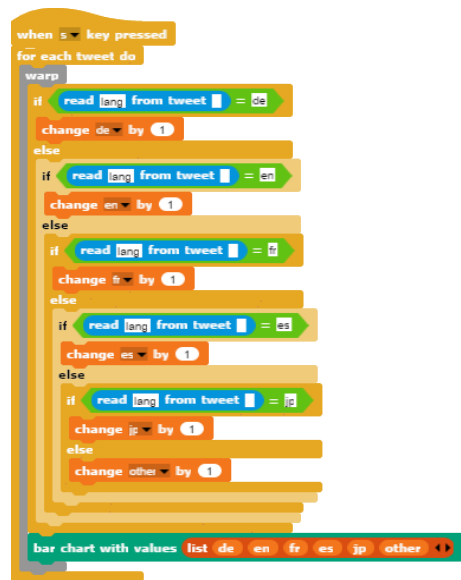 when s key pressed
for each tweet do
warp
if read lang from tweet = de
change de by 1
else
if read lang from tweet = en
change en by 1
else
if read lang from tweet = fr
change fr by 1
else
if read lang from tweet = es
change es by 1
else
if read lang from tweet = jp
change jp by 1
else
change other by 1
bar chart with values list de en fr es jp other